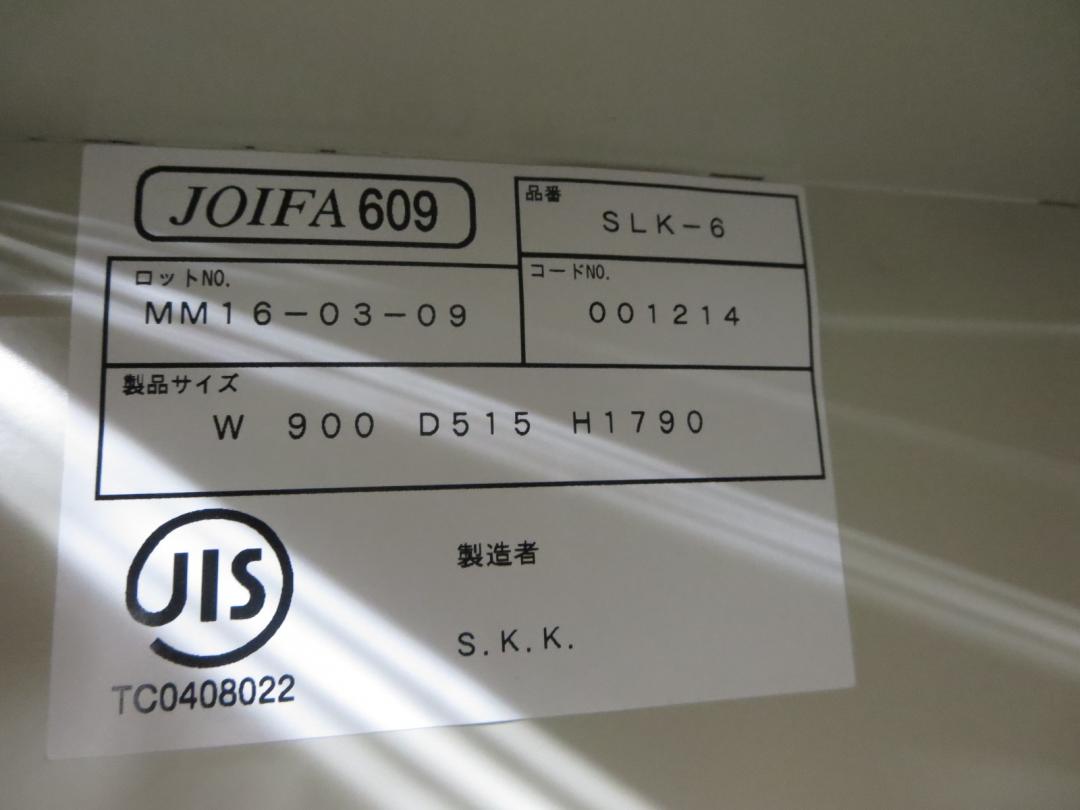 JOIFA 609
品番
SLK-6
ロットNO.
MM16-03-09
コードNO.
001214
製品サイズ
W 900 D515 H1790
JIS
TC0408022
製造者
S.K.K.